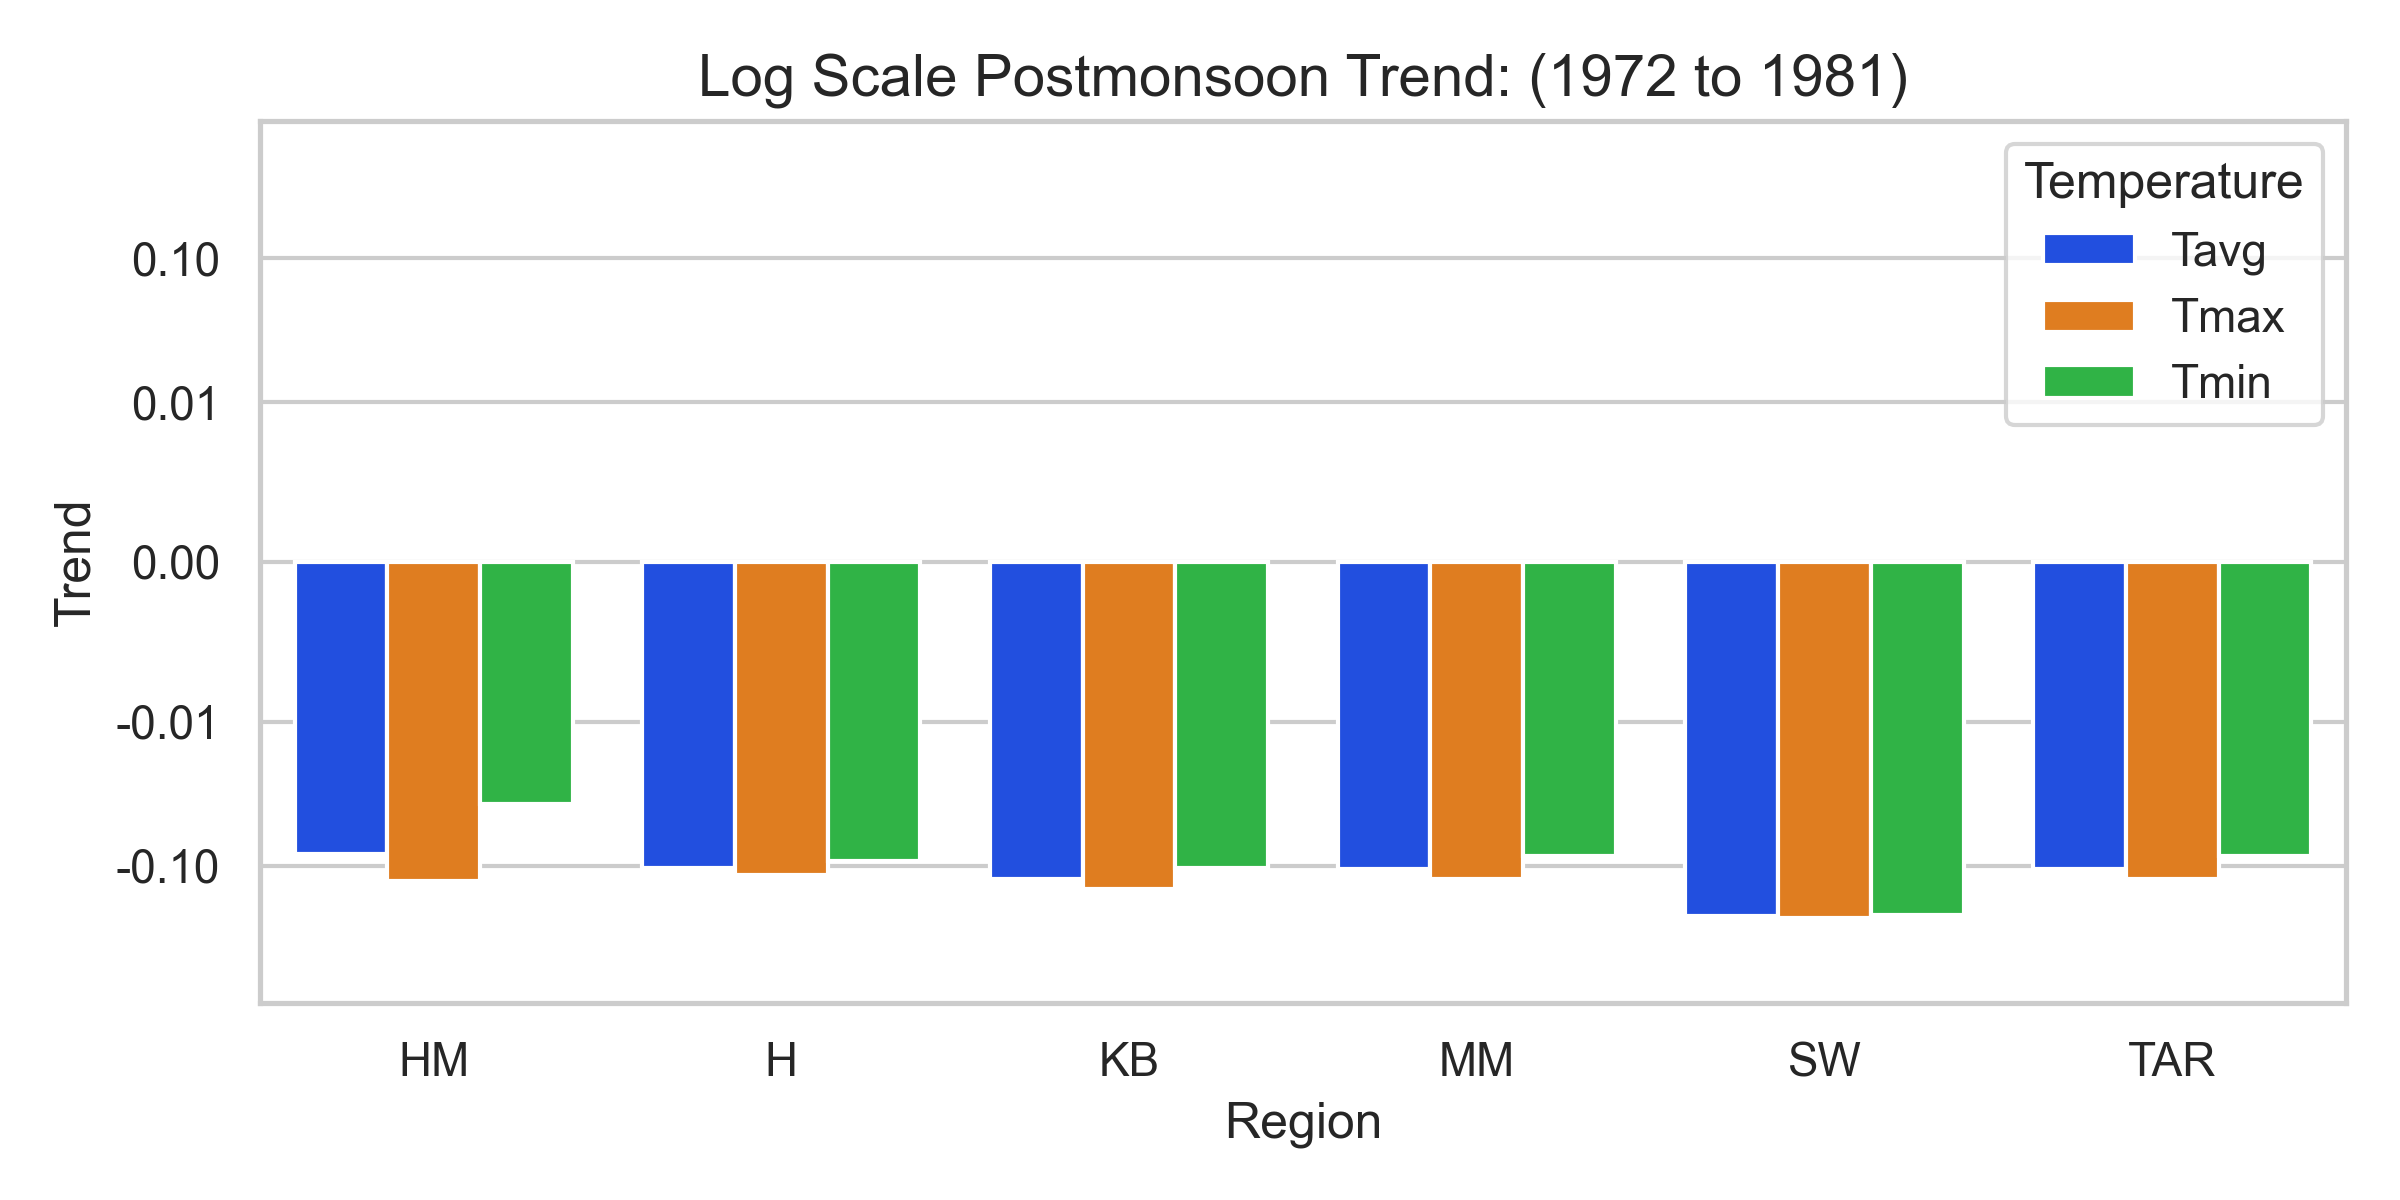 Log Scale Postmonsoon Trend: (1972 to 1981)
Temperature
Tavg
Tmax
Tmin
0.10
0.01
0.00
-0.01
-0.10
Trend
HM H KB MM SW TAR
Region